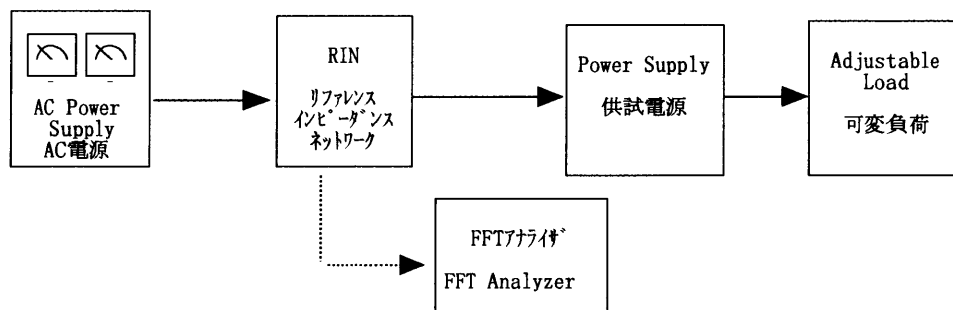 AC Power
Supply
AC電源
RIN
リファレンス
インピーダンス
ネットワーク
Power Supply
供試電源
Adjustable
Load
可変負荷
FFTアナライザ
FFT Analyzer